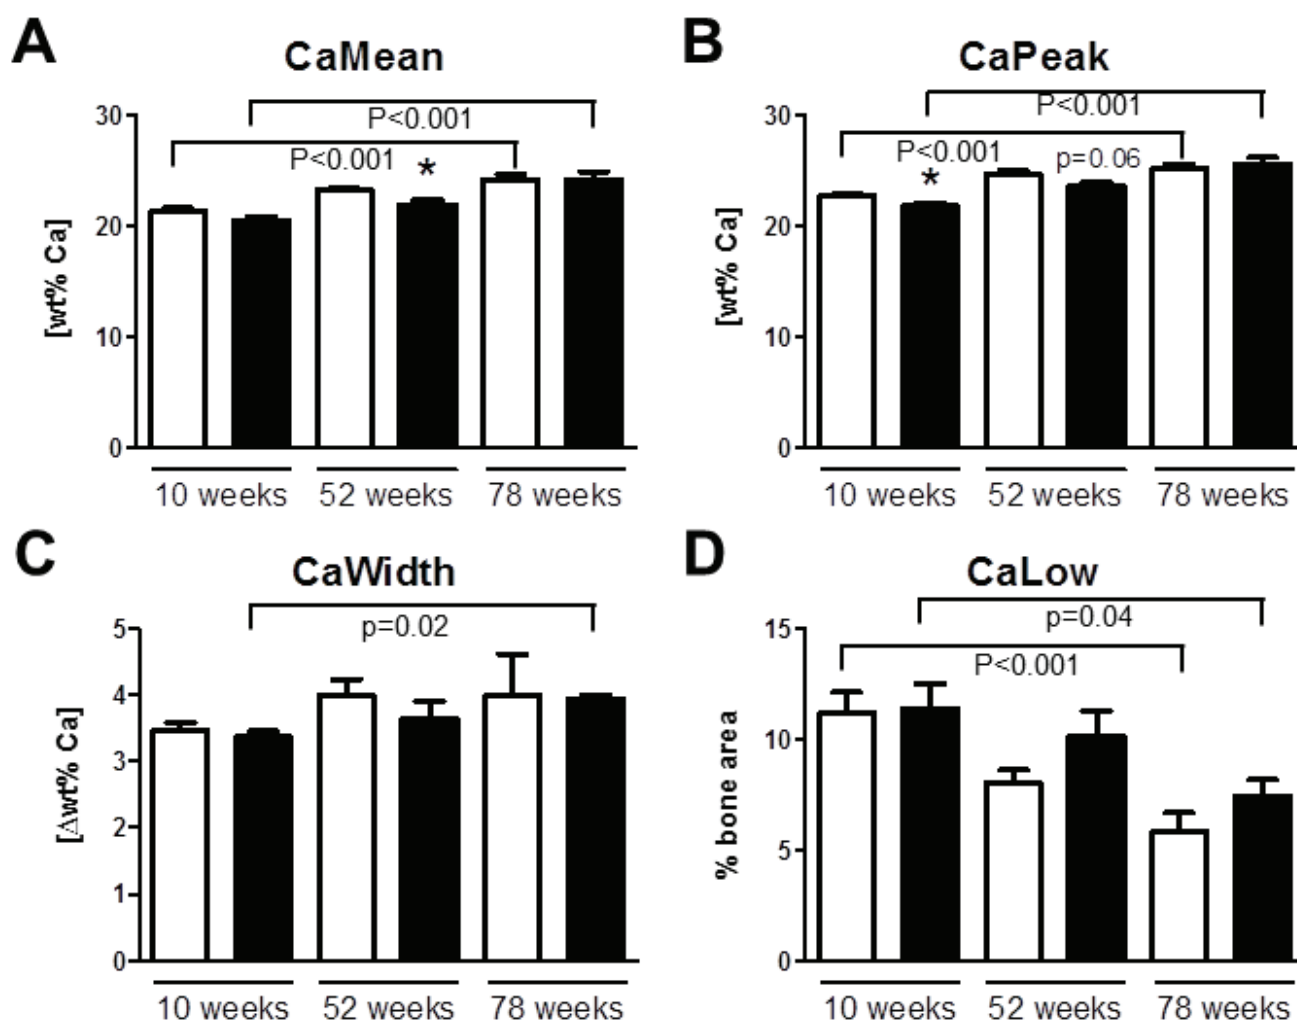 A
CaMean
[wt% Ca]
30
20
10
0
P<0.001
P<0.001
*
10 weeks
52 weeks
78 weeks
B
CaPeak
[wt% Ca]
30
20
10
0
P<0.001
P<0.001
p=0.06
*
10 weeks
52 weeks
78 weeks
C
CaWidth
[Δwt% Ca]
5
4
3
2
1
0
p=0.02
10 weeks
52 weeks
78 weeks
D
CaLow
% bone area
15
10
5
0
p=0.04
P<0.001
10 weeks
52 weeks
78 weeks